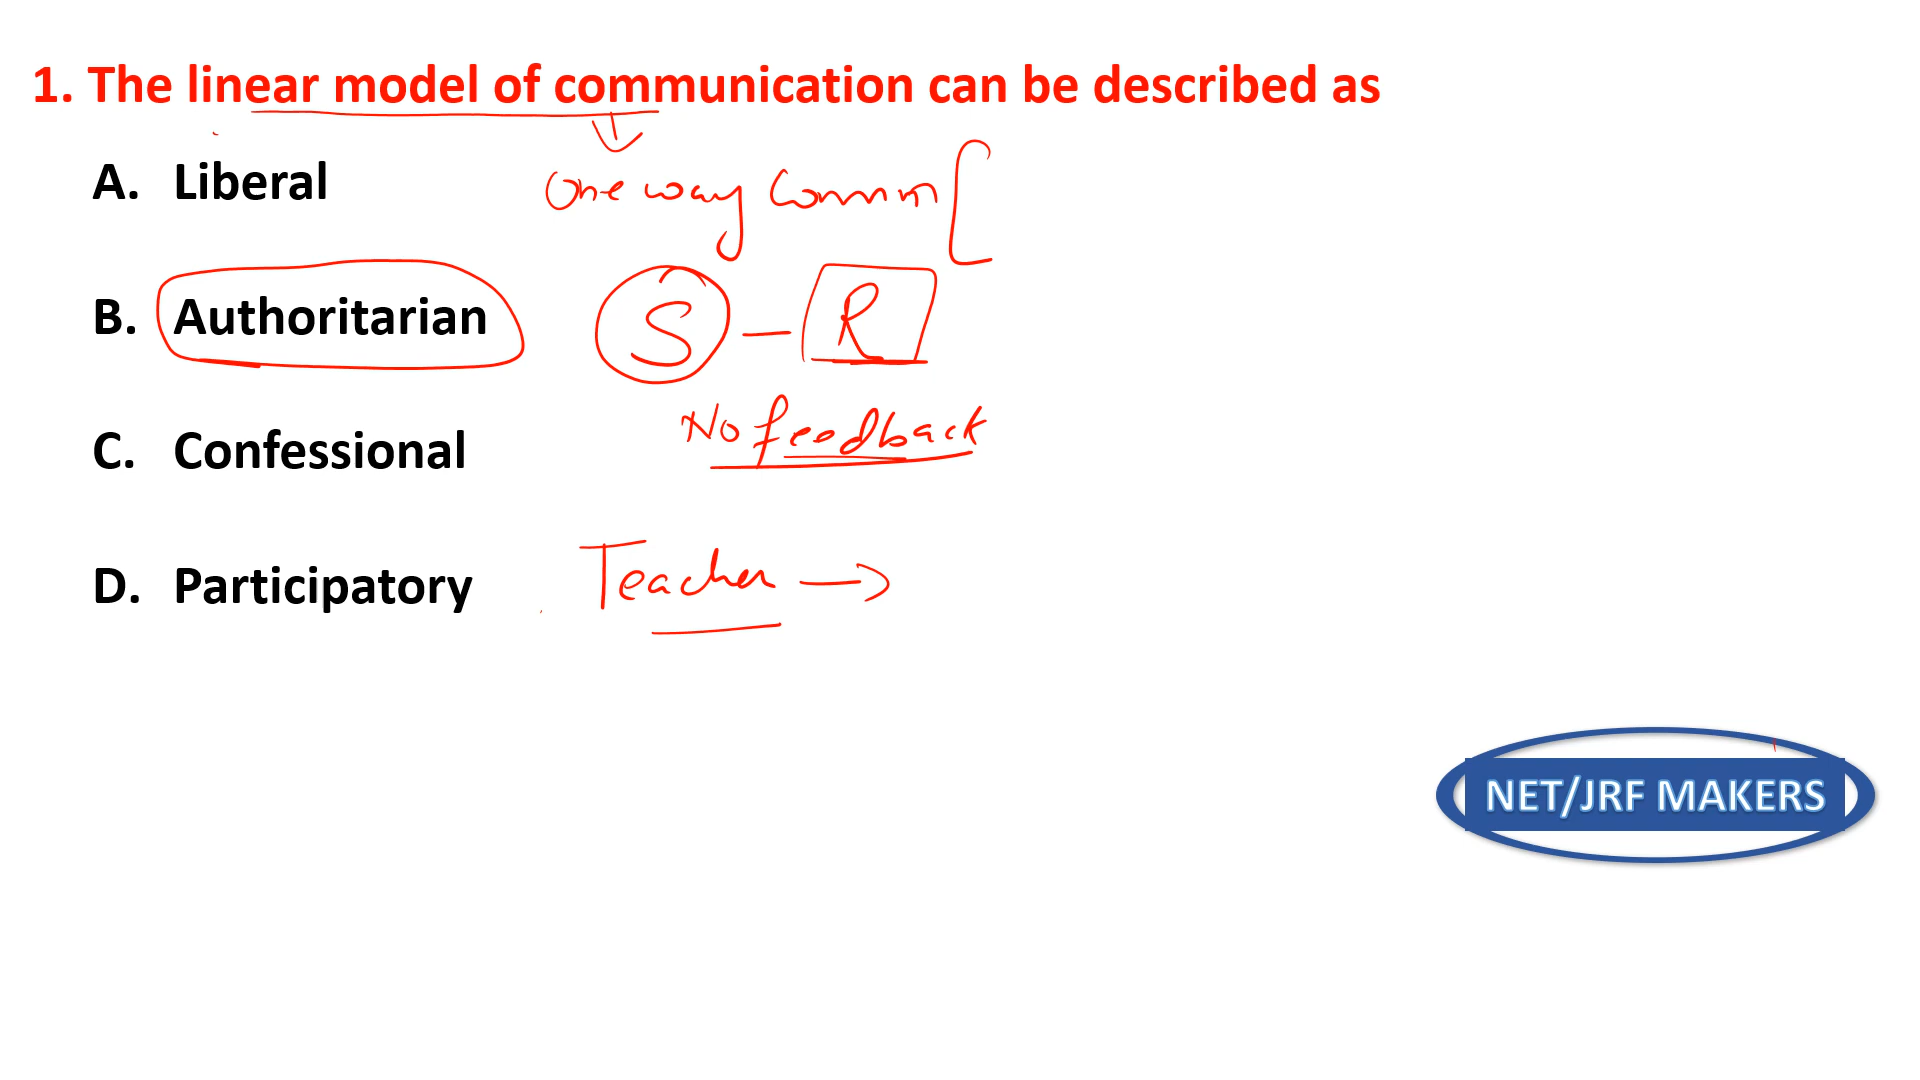 1. The linear model of communication can be described as
A. Liberal
One way Comm
B. Authoritarian
S – R
No feedback
C. Confessional
D. Participatory
Teacher →
NET/JRF MAKERS